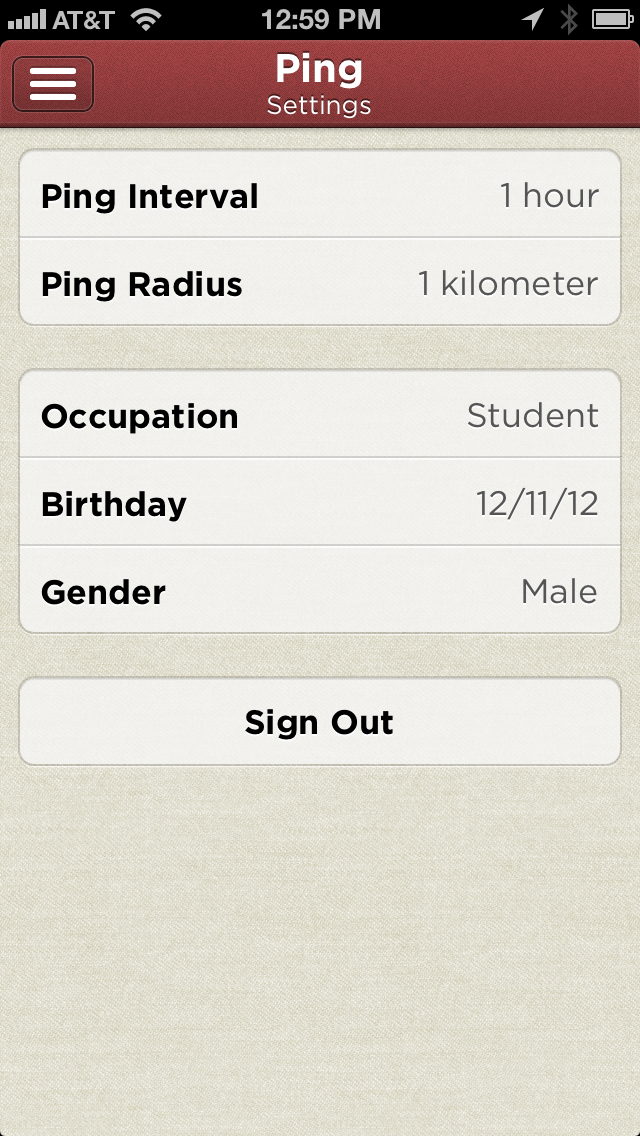 AT&T 12:59 PM
Ping
Settings
Ping Interval 1 hour
Ping Radius 1 kilometer
Occupation Student
Birthday 12/11/12
Gender Male
Sign Out